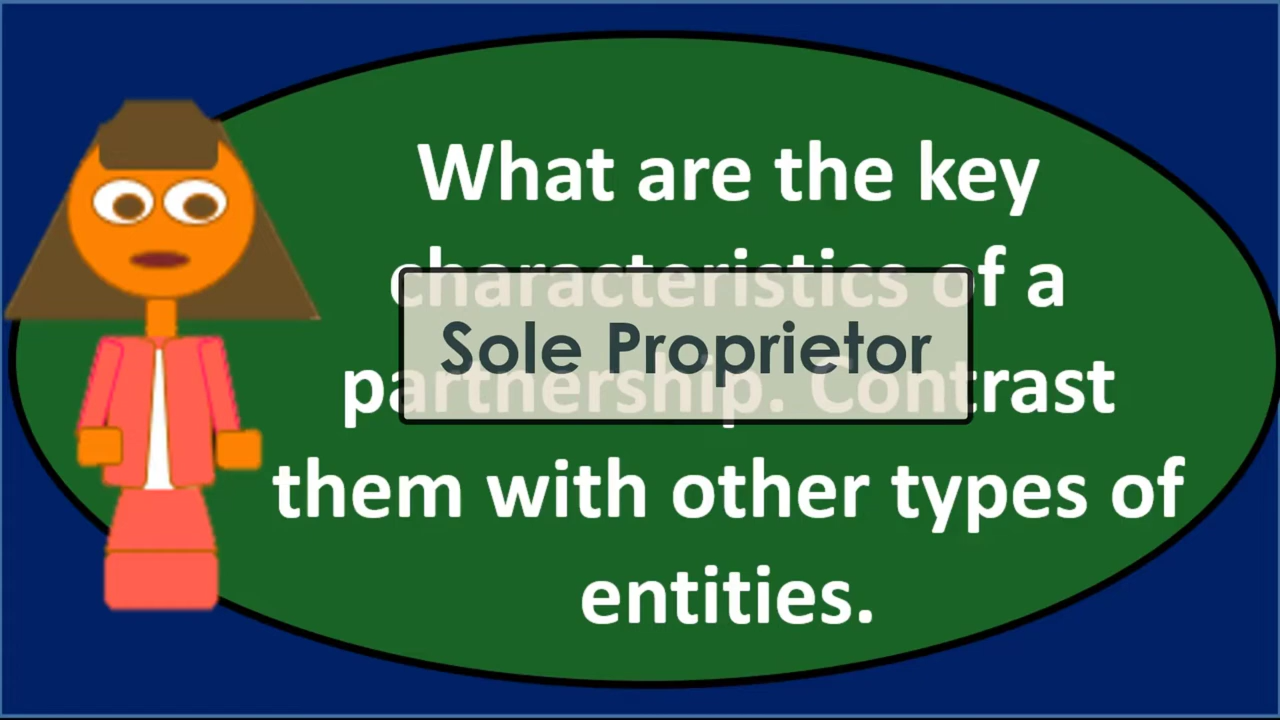 What are the key
characteristics of a
Sole Proprietor
partnership. Contrast
them with other types of
entities.